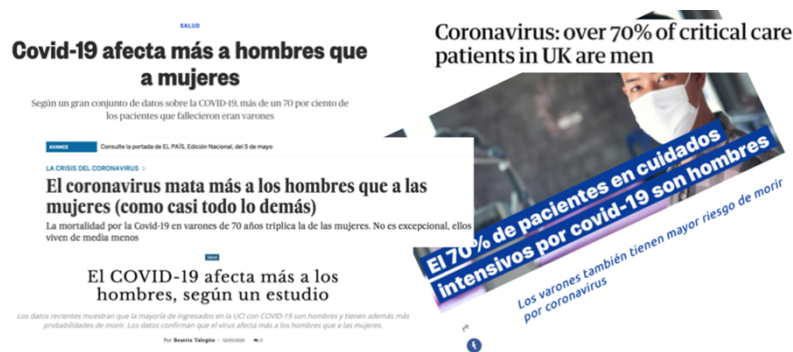 SALUD
Covid-19 afecta más a hombres que
a mujeres
Según un gran conjunto de datos sobre la COVID-19, más de un 70 por ciento de
los pacientes que fallecieron eran varones
AVANCE Consulte la portada de EL PAÍS, Edición Nacional, del 5 de mayo
LA CRISIS DEL CORONAVIRUS >
El coronavirus mata más a los hombres que a las
mujeres (como casi todo lo demás)
La mortalidad por la Covid-19 en varones de 70 años triplica la de las mujeres. No es excepcional, ellos
viven de media menos
Salud
El COVID-19 afecta más a los
hombres, según un estudio
Los datos recientes muestran que la mayoría de ingresados en la UCI con COVID-19 son hombres y tienen además más
probabilidades de morir. Los datos confirman que el virus afecta más a los hombres que a las mujeres.
Por Beatriz Talegón
Coronavirus: over 70% of critical care
patients in UK are men
El 70% de pacientes en cuidados
intensivos por covid-19 son hombres
Los varones también tienen mayor riesgo de morir
por coronavirus